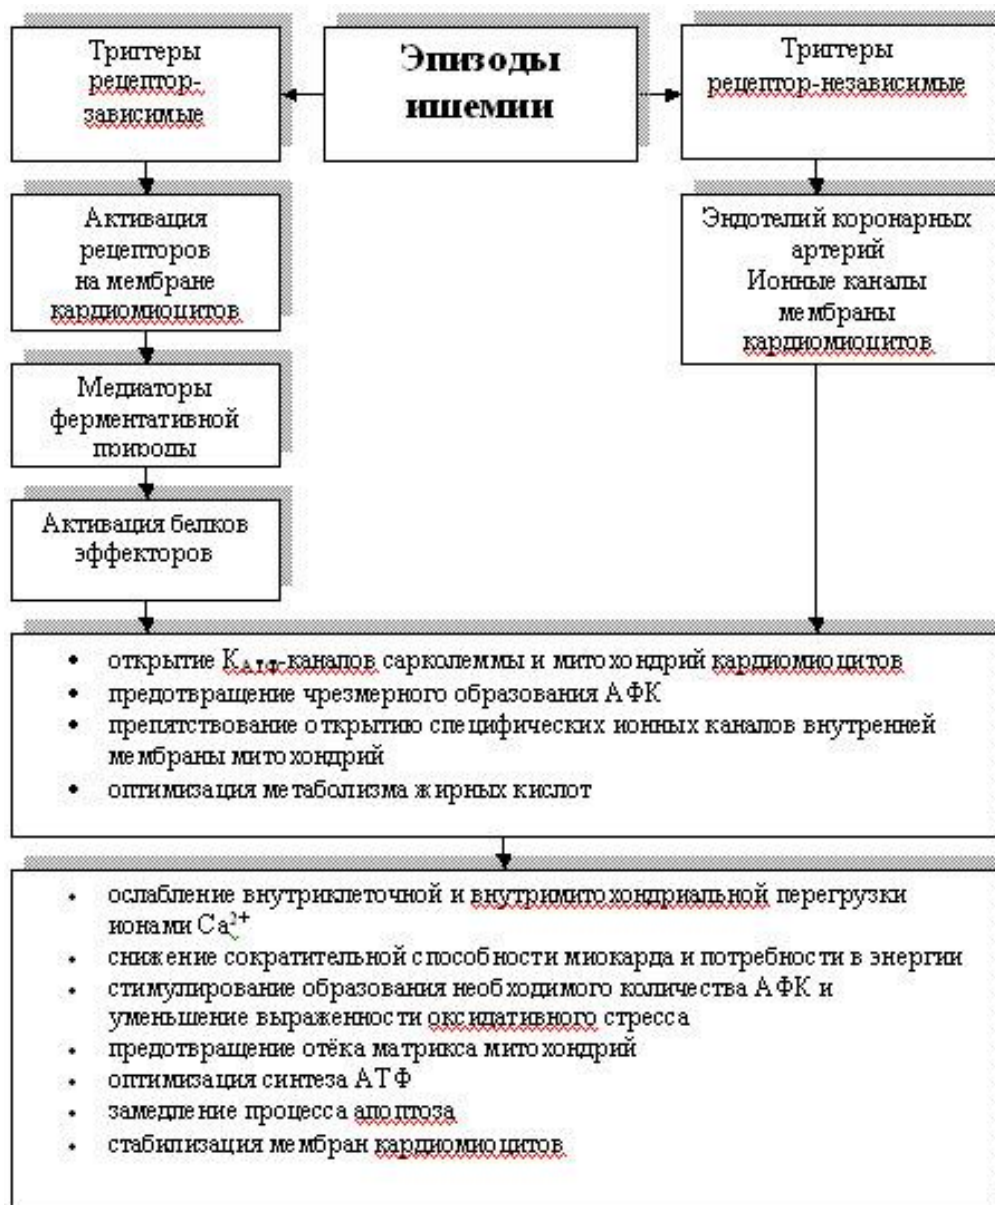 Триггеры
рецептор-
зависимые
Эпизоды
ишемии
Триггеры
рецептор-независимые
Активация
рецепторов
на мембране
кардиомиоцитов
Медиаторы
ферментативной
природы
Активация белков
эффекторов
Эндотелий коронарных
артерий
Ионные каналы
мембраны
кардиомиоцитов
• открытие KАТФ-каналов сарколеммы и митохондрий кардиомиоцитов
• предотвращение чрезмерного образования АФК
• препятствование открытию специфических ионных каналов внутренней
мембраны митохондрий
• оптимизация метаболизма жирных кислот
• ослабление внутриклеточной и внутримитохондриальной перегрузки
ионами Ca²⁺
• снижение сократительной способности миокарда и потребности в энергии
• стимулирование образования необходимого количества АФК и
уменьшение выраженности оксидативного стресса
• предотвращение отёка матрикса митохондрий
• оптимизация синтеза АТФ
• замедление процесса апоптоза
• стабилизация мембран кардиомиоцитов